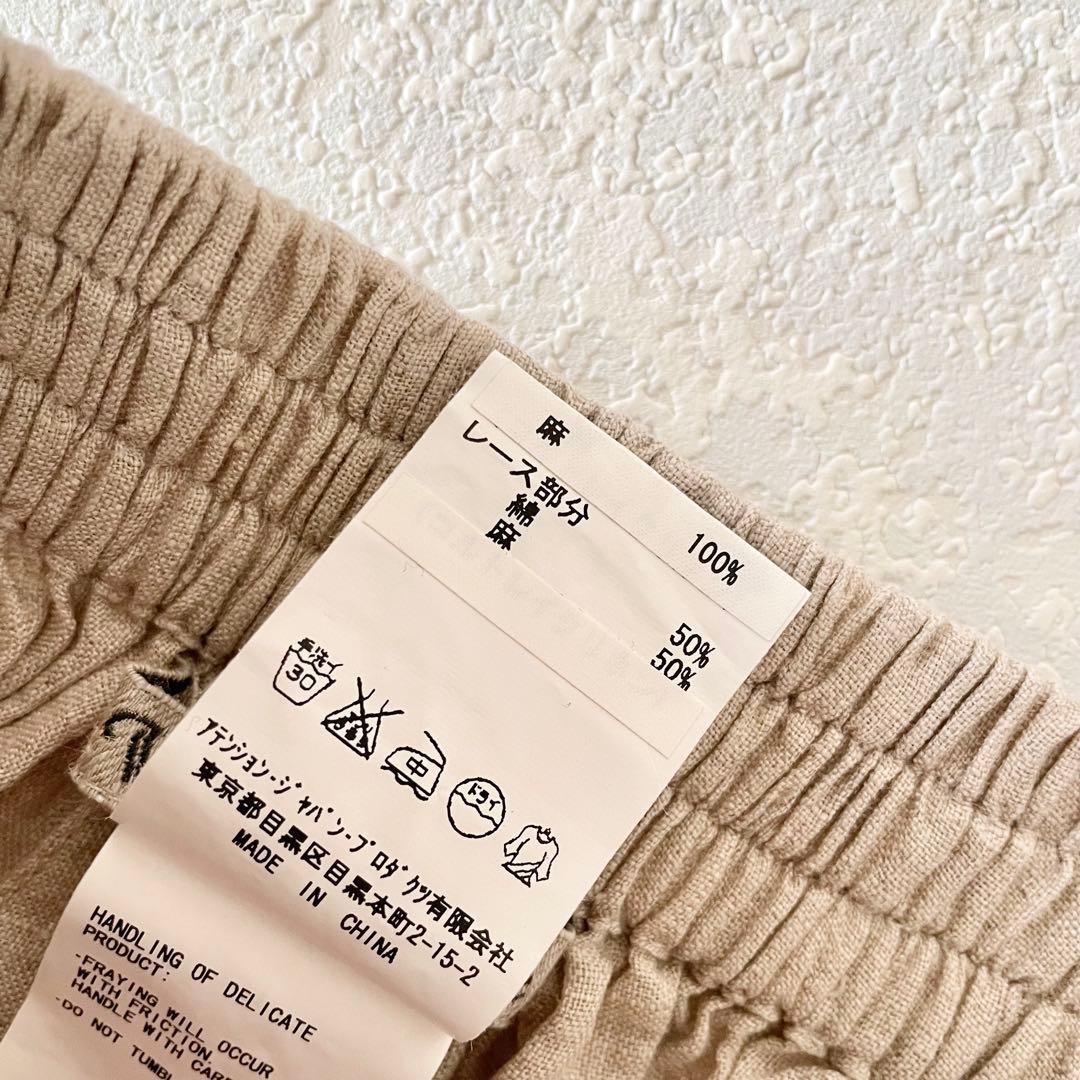 麻 100%
レース部分
綿 50%
麻 50%
手洗イ
30
中
ドライ
ｱﾃﾝｼｮﾝ･ｼﾞｬﾊﾟﾝ･ﾌﾟﾛﾀﾞｸﾂ有限会社
東京都目黒区目黒本町2-15-2
MADE IN CHINA
HANDLING OF DELICATE
PRODUCT:
-FRAYING WILL OCCUR
WITH FRICTION.
HANDLE WITH CARE
-DO NOT TUMBL